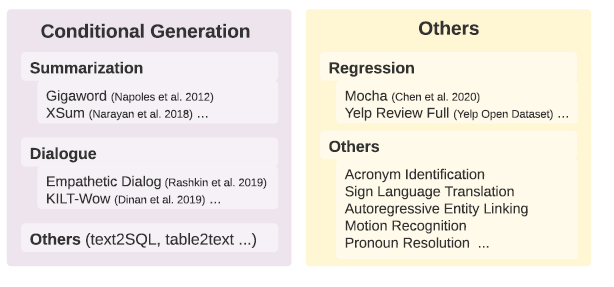 Conditional Generation
Summarization
Gigaword (Napoles et al. 2012)
XSum (Narayan et al. 2018) ...
Dialogue
Empathetic Dialog (Rashkin et al. 2019)
KILT-Wow (Dinan et al. 2019) ...
Others (text2SQL, table2text ...)
Others
Regression
Mocha (Chen et al. 2020)
Yelp Review Full (Yelp Open Dataset) ...
Others
Acronym Identification
Sign Language Translation
Autoregressive Entity Linking
Motion Recognition
Pronoun Resolution ...